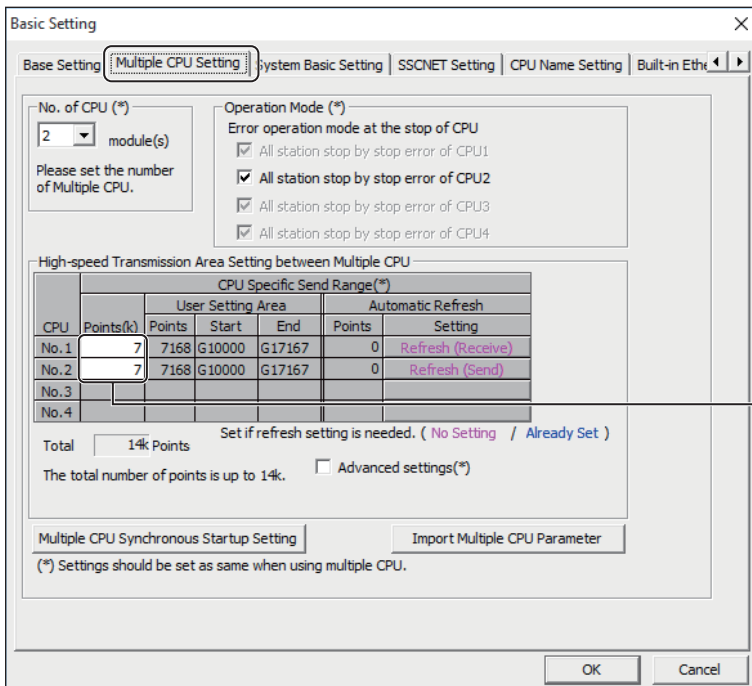 Basic Setting
Base Setting | Multiple CPU Setting | System Basic Setting | SSCNET Setting | CPU Name Setting | Built-in Ethe
No. of CPU (*)
2 module(s)
Please set the number
of Multiple CPU.
Operation Mode (*)
Error operation mode at the stop of CPU
All station stop by stop error of CPU1
All station stop by stop error of CPU2
All station stop by stop error of CPU3
All station stop by stop error of CPU4
High-speed Transmission Area Setting between Multiple CPU
CPU Specific Send Range(*)
User Setting Area Automatic Refresh
CPU Points(k) Points Start End Points Setting
No.1 7 7168 G10000 G17167 0 Refresh (Receive)
No.2 7 7168 G10000 G17167 0 Refresh (Send)
No.3
No.4
Set if refresh setting is needed. ( No Setting / Already Set )
Total 14k Points
The total number of points is up to 14k.
Advanced settings(*)
Multiple CPU Synchronous Startup Setting Import Multiple CPU Parameter
(*) Settings should be set as same when using multiple CPU.
OK Cancel